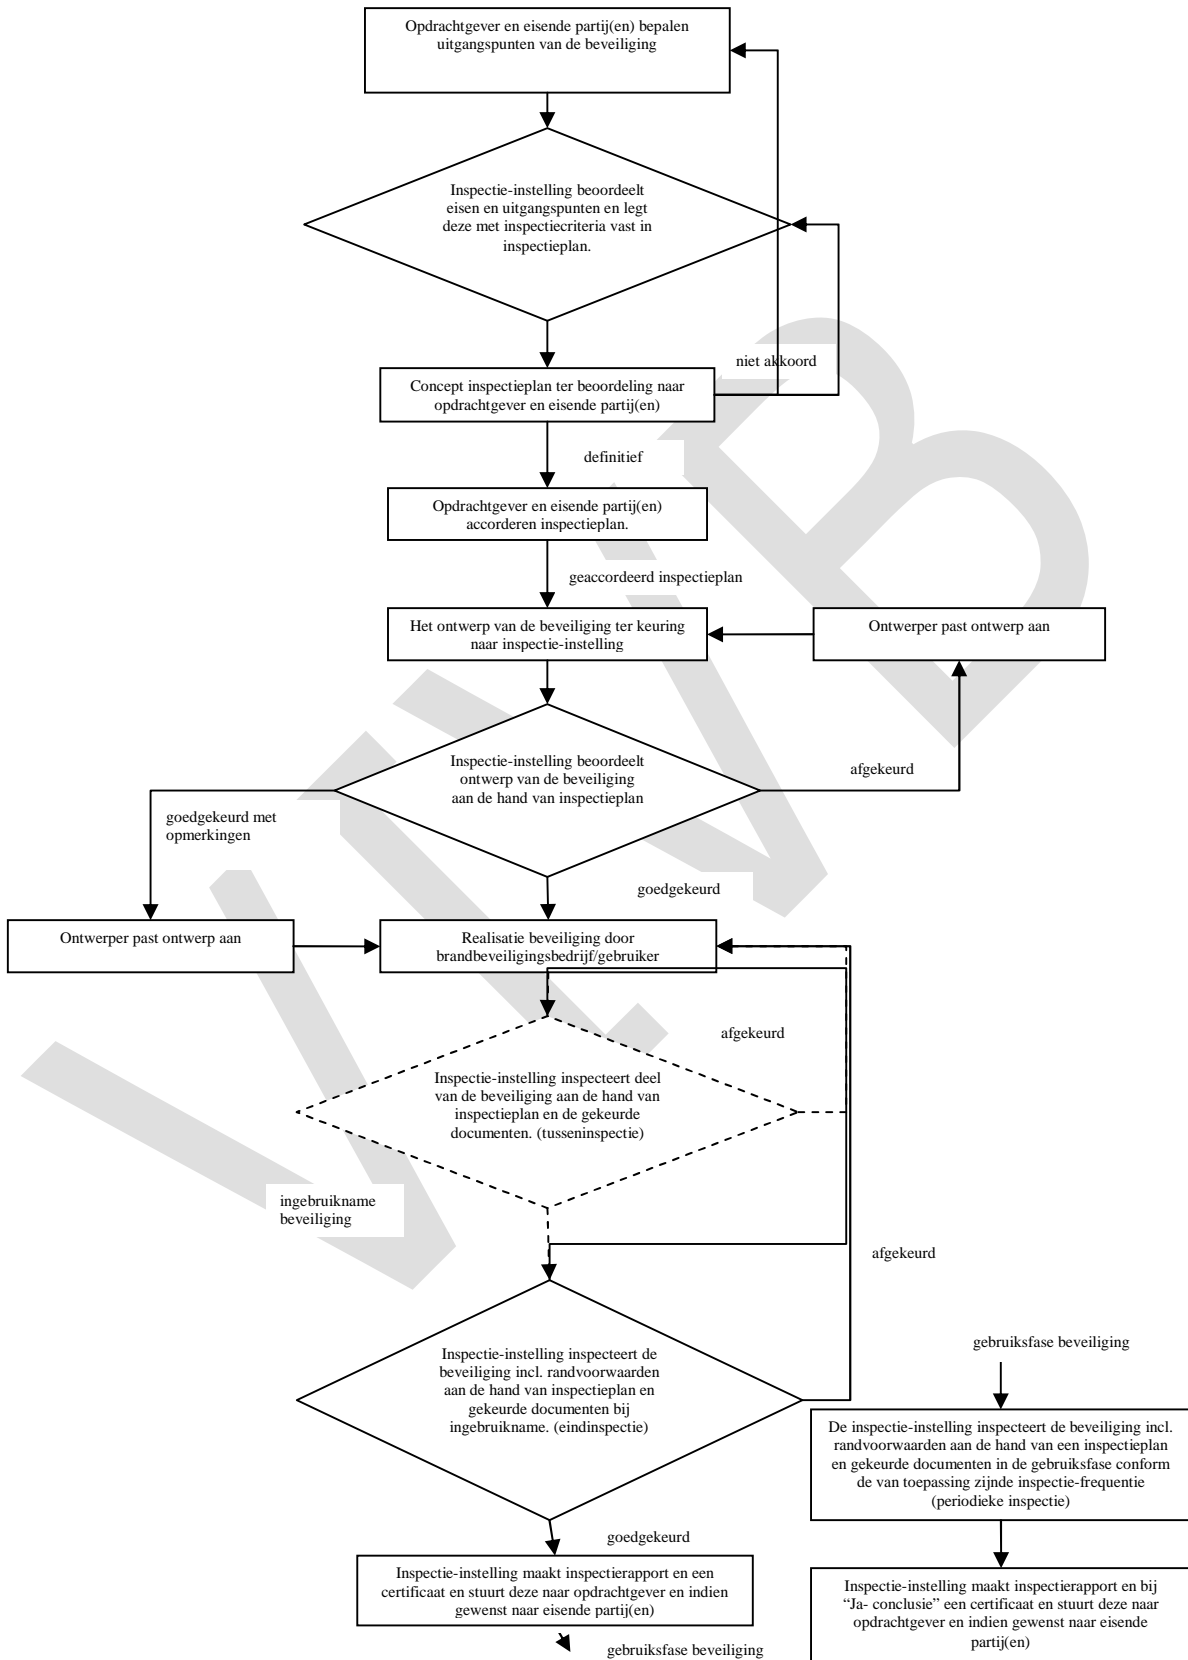 Opdrachtgever en eisende partij(en) bepalen
uitgangspunten van de beveiliging
Inspectie-instelling beoordeelt
eisen en uitgangspunten en legt
deze met inspectiecriteria vast in
inspectieplan.
niet akkoord
Concept inspectieplan ter beoordeling naar
opdrachtgever en eisende partij(en)
definitief
Opdrachtgever en eisende partij(en)
accorderen inspectieplan.
geaccordeerd inspectieplan
Het ontwerp van de beveiliging ter keuring
naar inspectie-instelling
Ontwerper past ontwerp aan
Inspectie-instelling beoordeelt
ontwerp van de beveiliging
aan de hand van inspectieplan
afgekeurd
goedgekeurd met
opmerkingen
goedgekeurd
Ontwerper past ontwerp aan
Realisatie beveiliging door
brandbeveiligingsbedrijf/gebruiker
afgekeurd
Inspectie-instelling inspecteert deel
van de beveiliging aan de hand van
inspectieplan en de gekeurde
documenten. (tusseninspectie)
ingebruikname
beveiliging
afgekeurd
Inspectie-instelling inspecteert de
beveiliging incl. randvoorwaarden
aan de hand van inspectieplan en
gekeurde documenten bij
ingebruikname. (eindinspectie)
goedgekeurd
Inspectie-instelling maakt inspectierapport en een
certificaat en stuurt deze naar opdrachtgever en indien
gewenst naar eisende partij(en)
gebruiksfase beveiliging
gebruiksfase beveiliging
De inspectie-instelling inspecteert de beveiliging incl.
randvoorwaarden aan de hand van een inspectieplan
en gekeurde documenten in de gebruiksfase conform
de van toepassing zijnde inspectie-frequentie
(periodieke inspectie)
Inspectie-instelling maakt inspectierapport en bij
“Ja- conclusie” een certificaat en stuurt deze naar
opdrachtgever en indien gewenst naar eisende
partij(en)